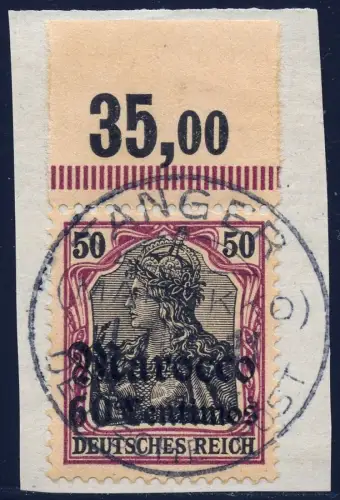 35,00
TANGER
50 50
Marocco
60 Centimos
DEUTSCHES REICH